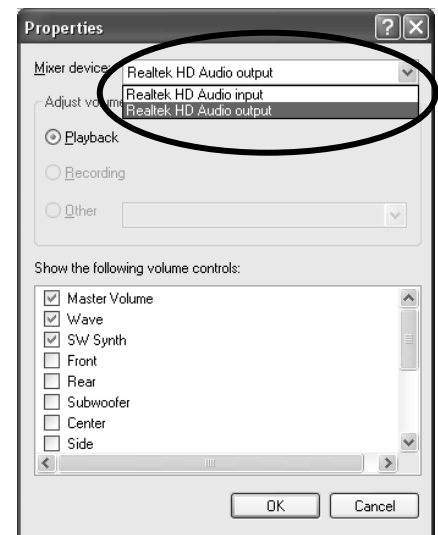 Properties
Mixer device: Realtek HD Audio output
Realtek HD Audio input
Realtek HD Audio output
Adjust volume
Playback
Recording
Other
Show the following volume controls:
Master Volume
Wave
SW Synth
Front
Rear
Subwoofer
Center
Side
OK Cancel